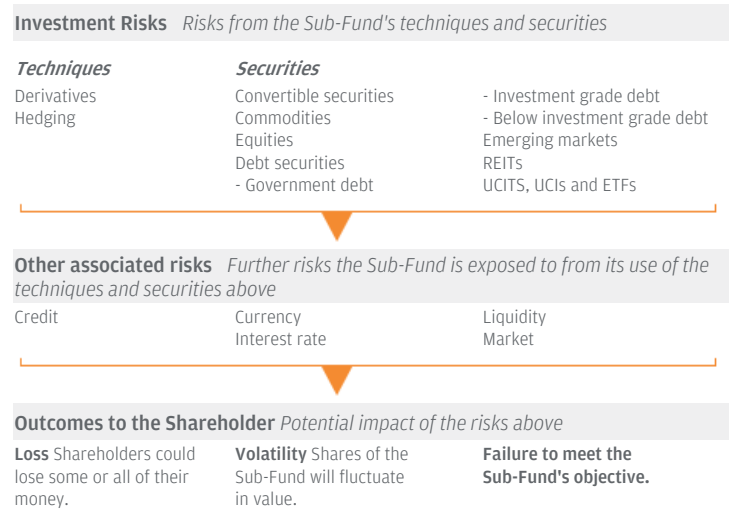 Investment Risks Risks from the Sub-Fund's techniques and securities
Techniques
Derivatives
Hedging
Securities
Convertible securities
Commodities
Equities
Debt securities
- Government debt
- Investment grade debt
- Below investment grade debt
Emerging markets
REITs
UCITS, UCIs and ETFs
Other associated risks Further risks the Sub-Fund is exposed to from its use of the
techniques and securities above
Credit
Currency
Interest rate
Liquidity
Market
Outcomes to the Shareholder Potential impact of the risks above
Loss Shareholders could
lose some or all of their
money.
Volatility Shares of the
Sub-Fund will fluctuate
in value.
Failure to meet the
Sub-Fund's objective.